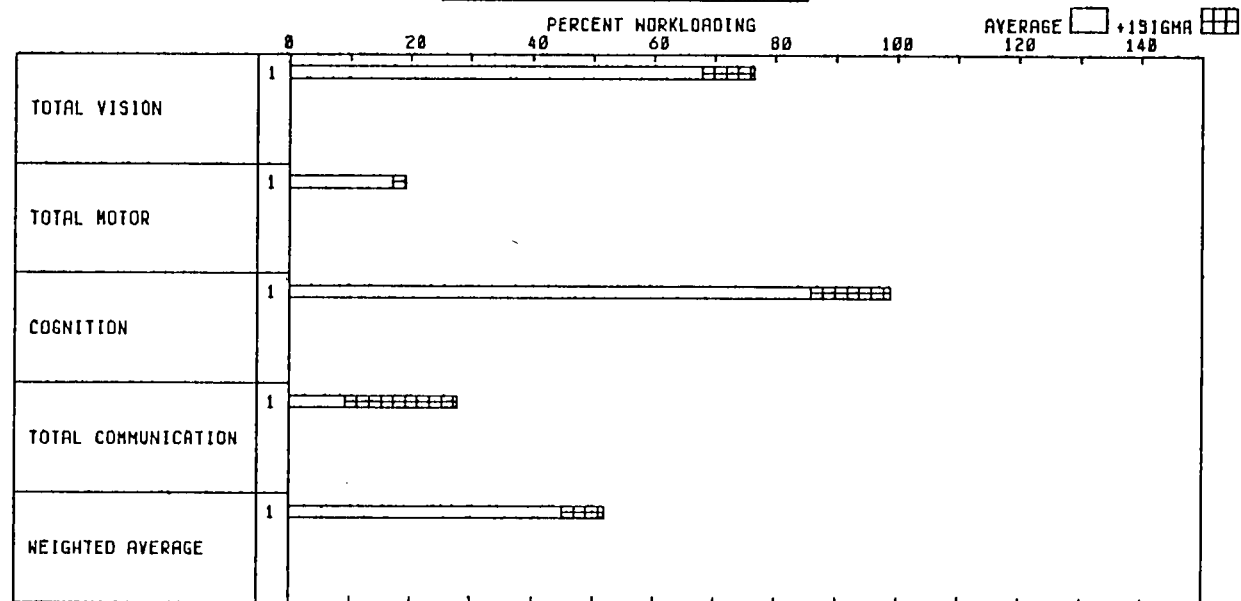 PERCENT WORKLOADING
AVERAGE +1SIGMA
0 20 40 60 80 100 120 140
1
TOTAL VISION
1
TOTAL MOTOR
1
COGNITION
1
TOTAL COMMUNICATION
1
WEIGHTED AVERAGE